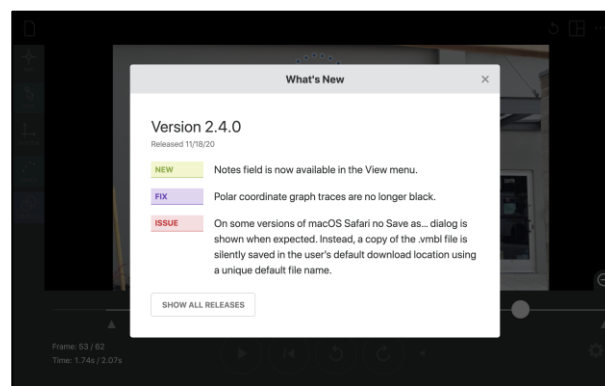 What's New
Version 2.4.0
Released 11/18/20
NEW
Notes field is now available in the View menu.
FIX
Polar coordinate graph traces are no longer black.
ISSUE
On some versions of macOS Safari no Save as... dialog is
shown when expected. Instead, a copy of the .vmbl file is
silently saved in the user's default download location using
a unique default file name.
SHOW ALL RELEASES
Frame: 53 / 62
Time: 1.74s / 2.07s